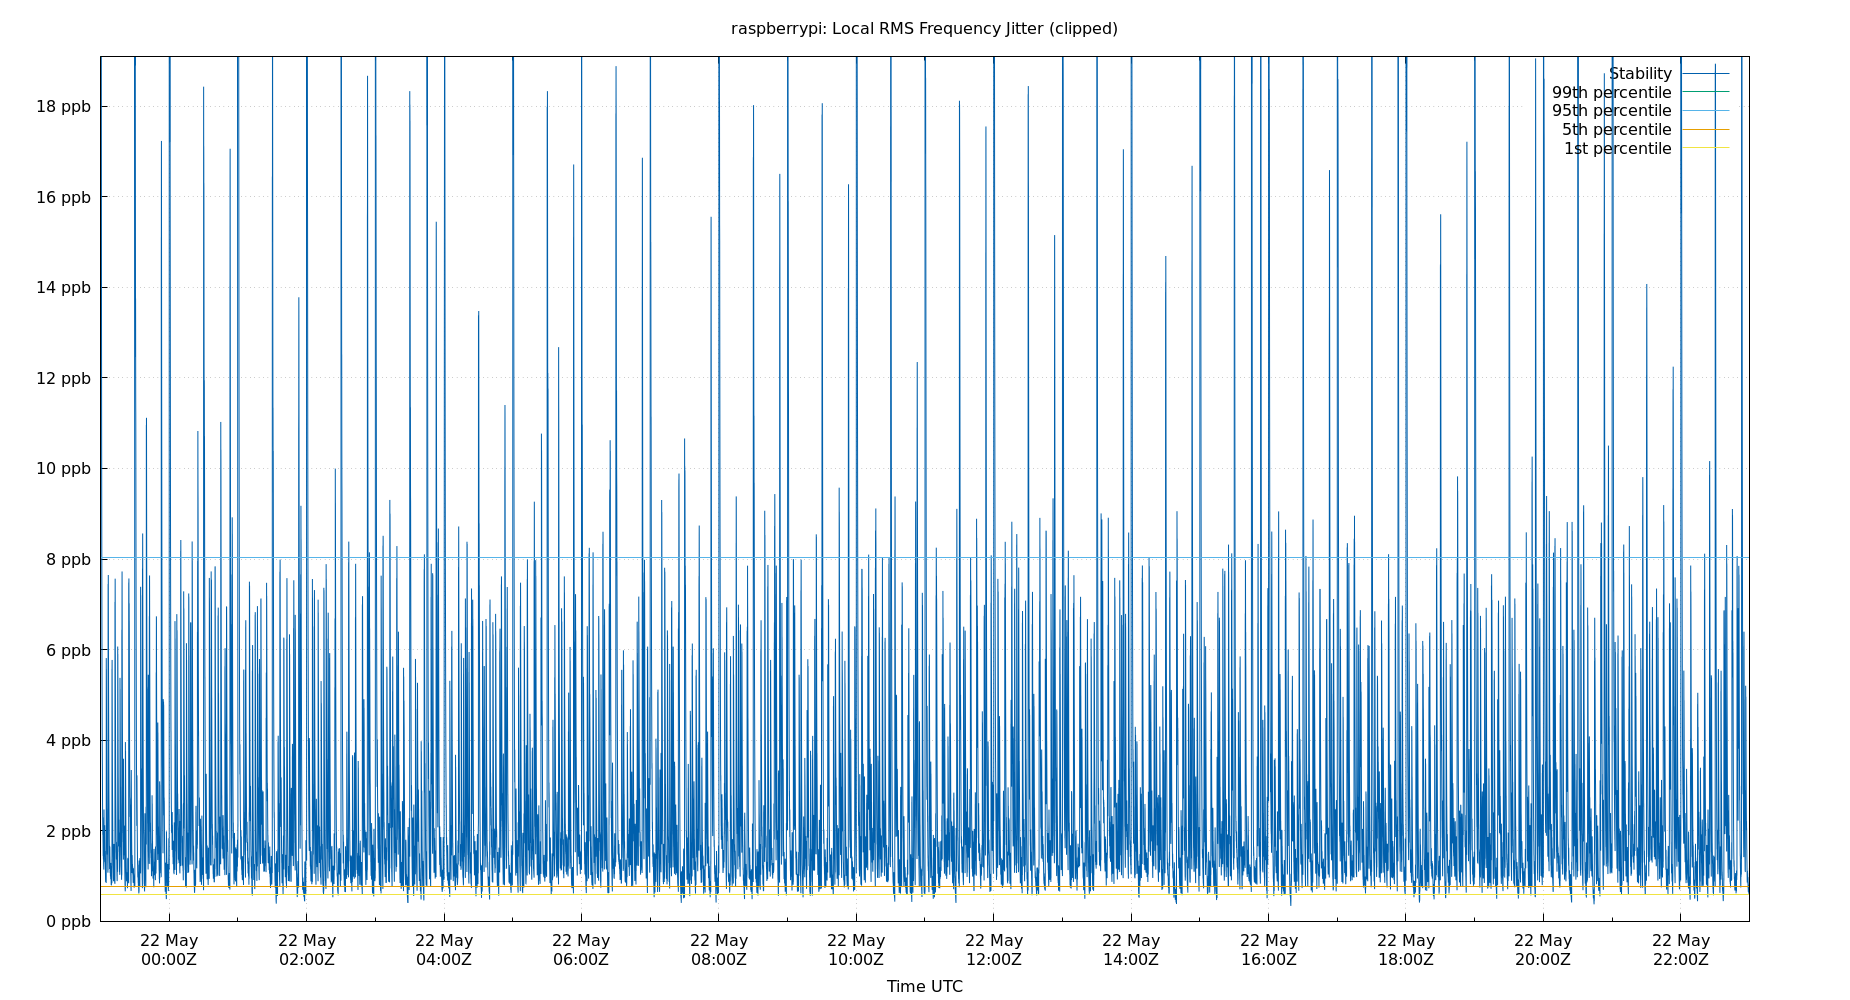 raspberrypi: Local RMS Frequency Jitter (clipped)
Stability
99th percentile
95th percentile
5th percentile
1st percentile
18 ppb
16 ppb
14 ppb
12 ppb
10 ppb
8 ppb
6 ppb
4 ppb
2 ppb
0 ppb
22 May 22 May 22 May 22 May 22 May 22 May 22 May 22 May 22 May 22 May 22 May 22 May
00:00Z 02:00Z 04:00Z 06:00Z 08:00Z 10:00Z 12:00Z 14:00Z 16:00Z 18:00Z 20:00Z 22:00Z
Time UTC